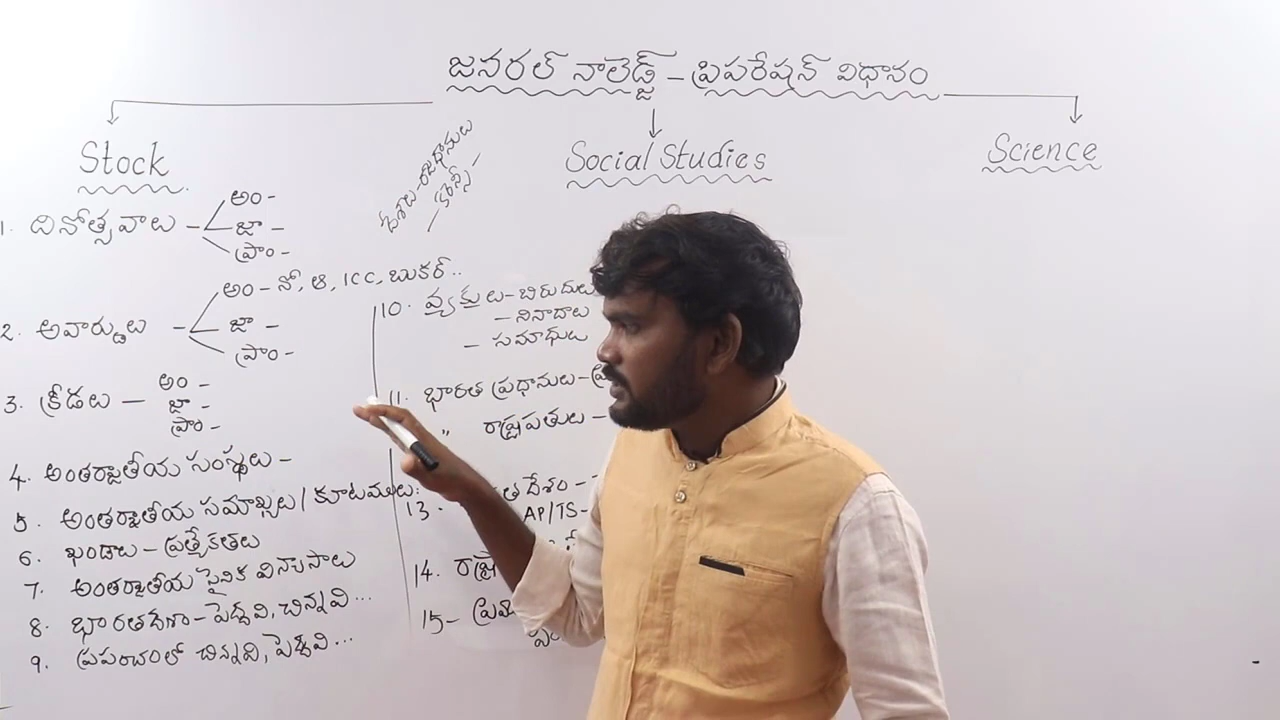 జనరల్ నాలెడ్జ్ - ప్రిపరేషన్ విధానం
Stock
Social Studies
Science
దేశాలు-రాజధానులు
- కరెన్సీ -
1. దినోత్సవాలు -
అం -
జా -
ప్రాం -
2. అవార్డులు -
అం - నో, ఆ, ICC, బుకర్..
జా -
ప్రాం -
3. క్రీడలు -
అం -
జా -
ప్రాం -
4. అంతర్జాతీయ సంస్థలు -
5. అంతర్జాతీయ సమాఖ్యలు / కూటములు:
6. ఖండాలు - ప్రత్యేకతలు
7. అంతర్జాతీయ సైనిక విన్యాసాలు
8. భారతదేశం - పెద్దవి, చిన్నవి ...
9. ప్రపంచంలో చిన్నవి, పెద్దవి ...
10. వ్యక్తులు - బిరుదులు
- నినాదాలు
- సమాధులు
11. భారత ప్రధానులు -
" రాష్ట్రపతులు -
త దేశం - -
13. AP/TS-
14.
15-